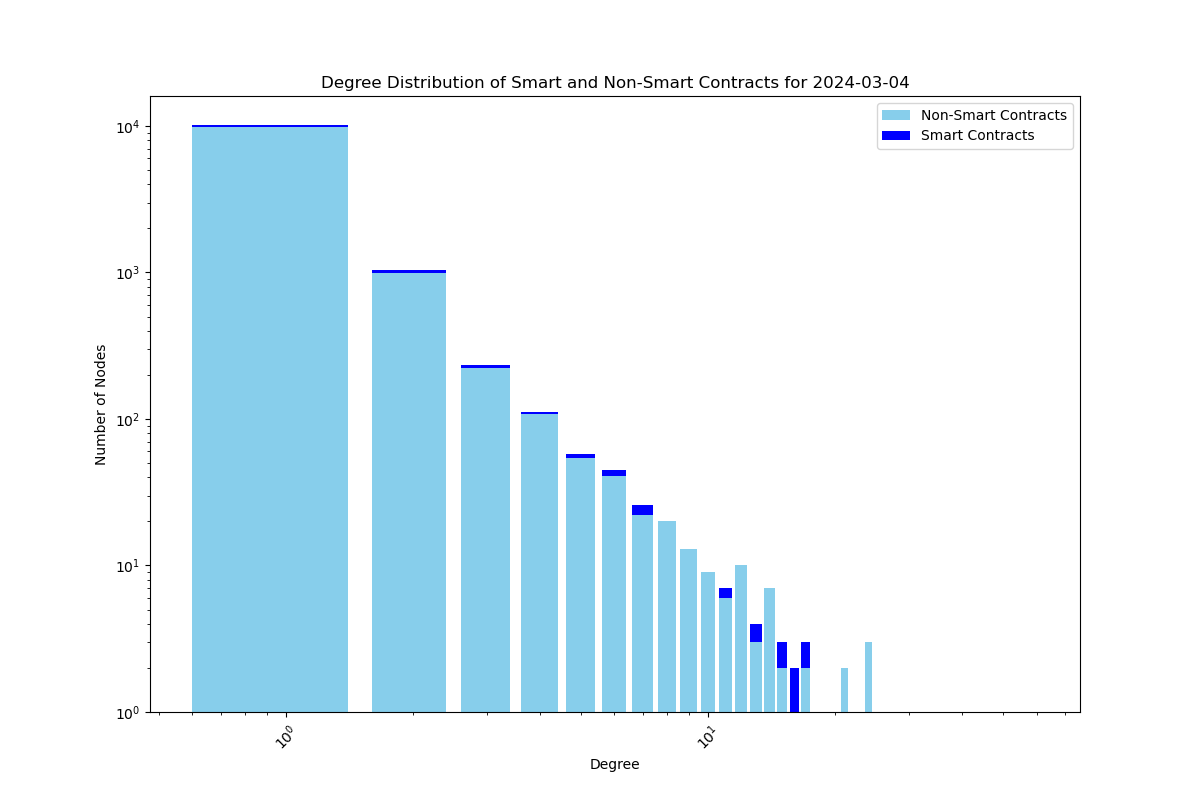 Degree Distribution of Smart and Non-Smart Contracts for 2024-03-04
Non-Smart Contracts
Smart Contracts
Number of Nodes
10⁴
10³
10²
10¹
10⁰
10⁰
10¹
Degree